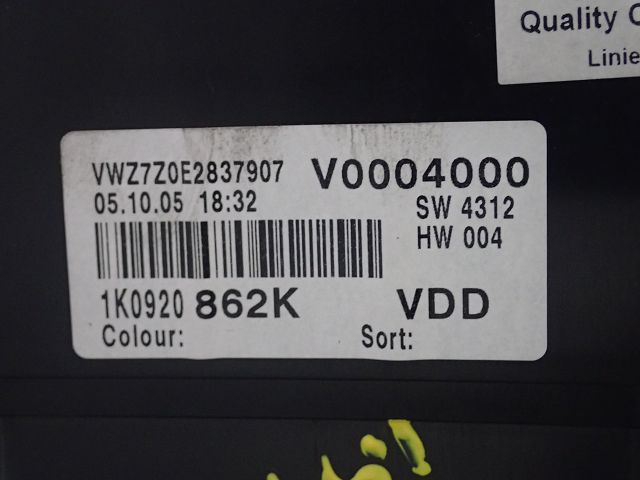 Quality
Linie
VWZ7Z0E2837907 V0004000
05.10.05 18:32 SW 4312
HW 004
1K0920 862K VDD
Colour: Sort: